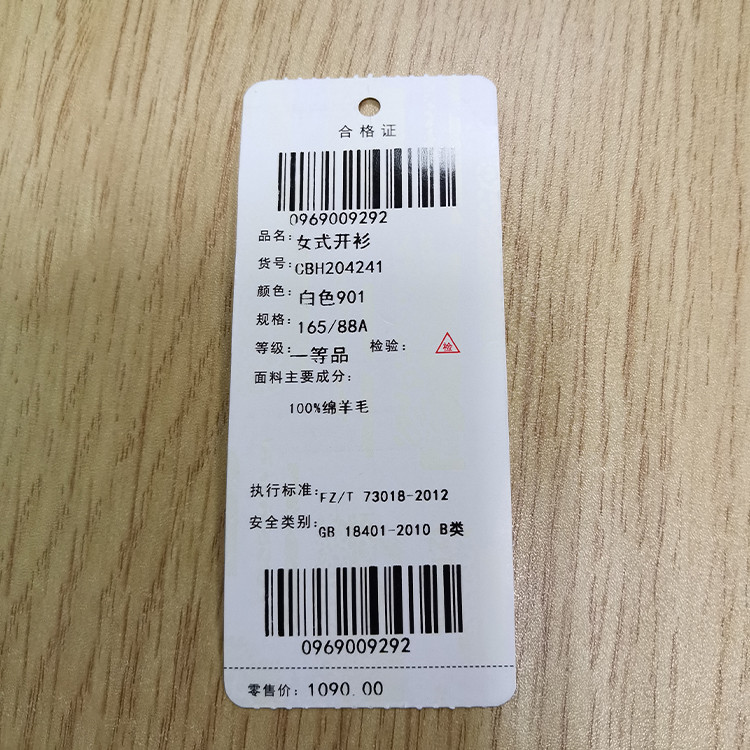 合格证
0969009292
品名:女式开衫
货号:CBH204241
颜色:白色901
规格:165/88A
等级:一等品 检验: 检
面料主要成分:
100%绵羊毛
执行标准:FZ/T 73018-2012
安全类别:GB 18401-2010 B类
0969009292
零售价: 1090.00